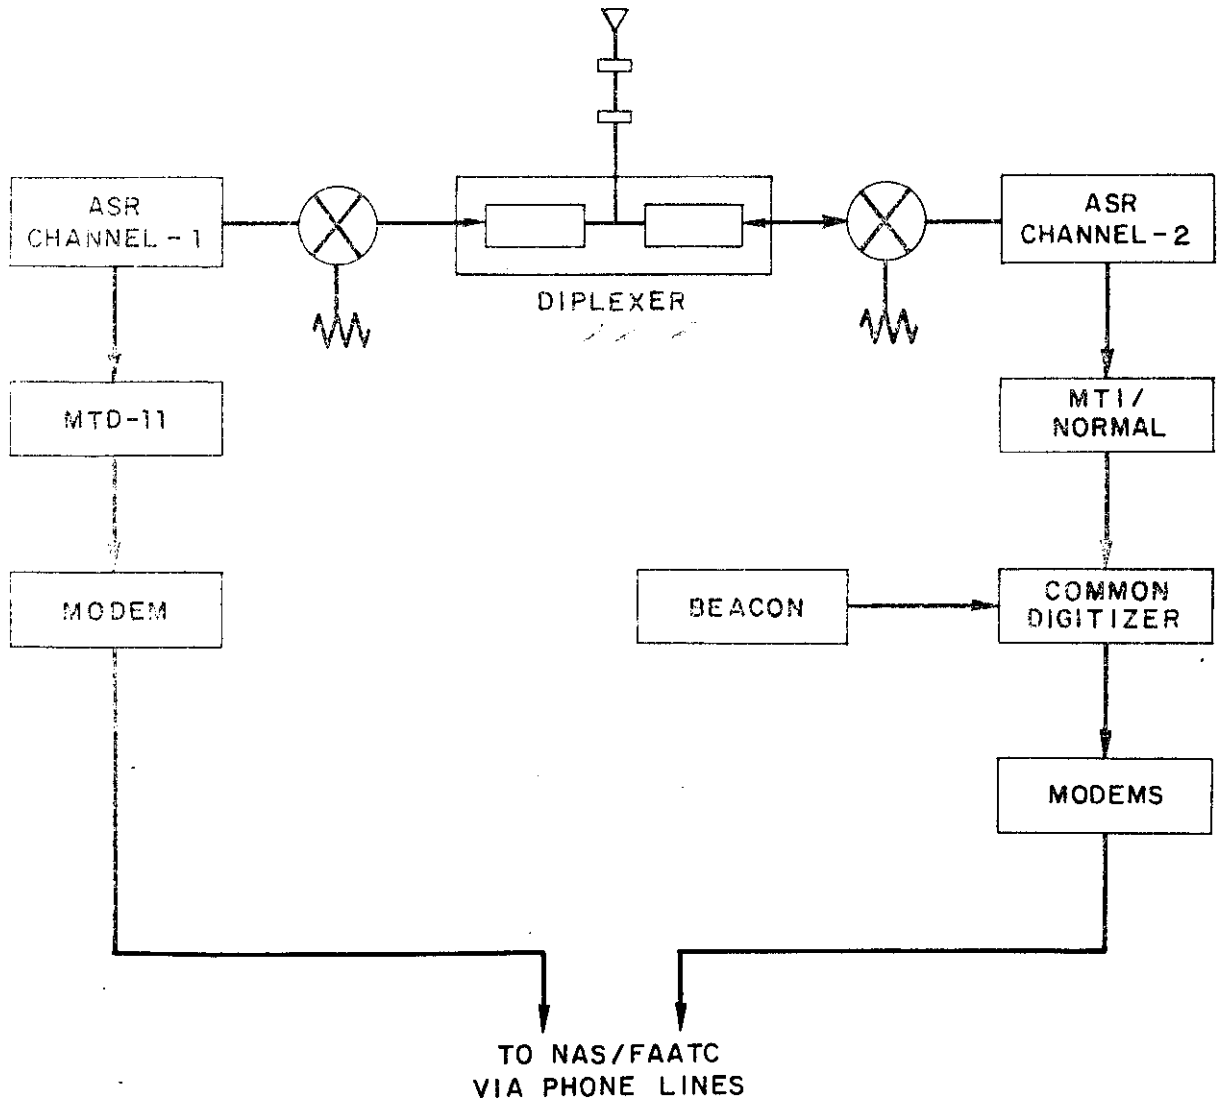 ASR
CHANNEL-1
DIPLEXER
ASR
CHANNEL-2
MTD-11
MTI/
NORMAL
MODEM
BEACON
COMMON
DIGITIZER
MODEMS
TO NAS/FAATC
VIA PHONE LINES